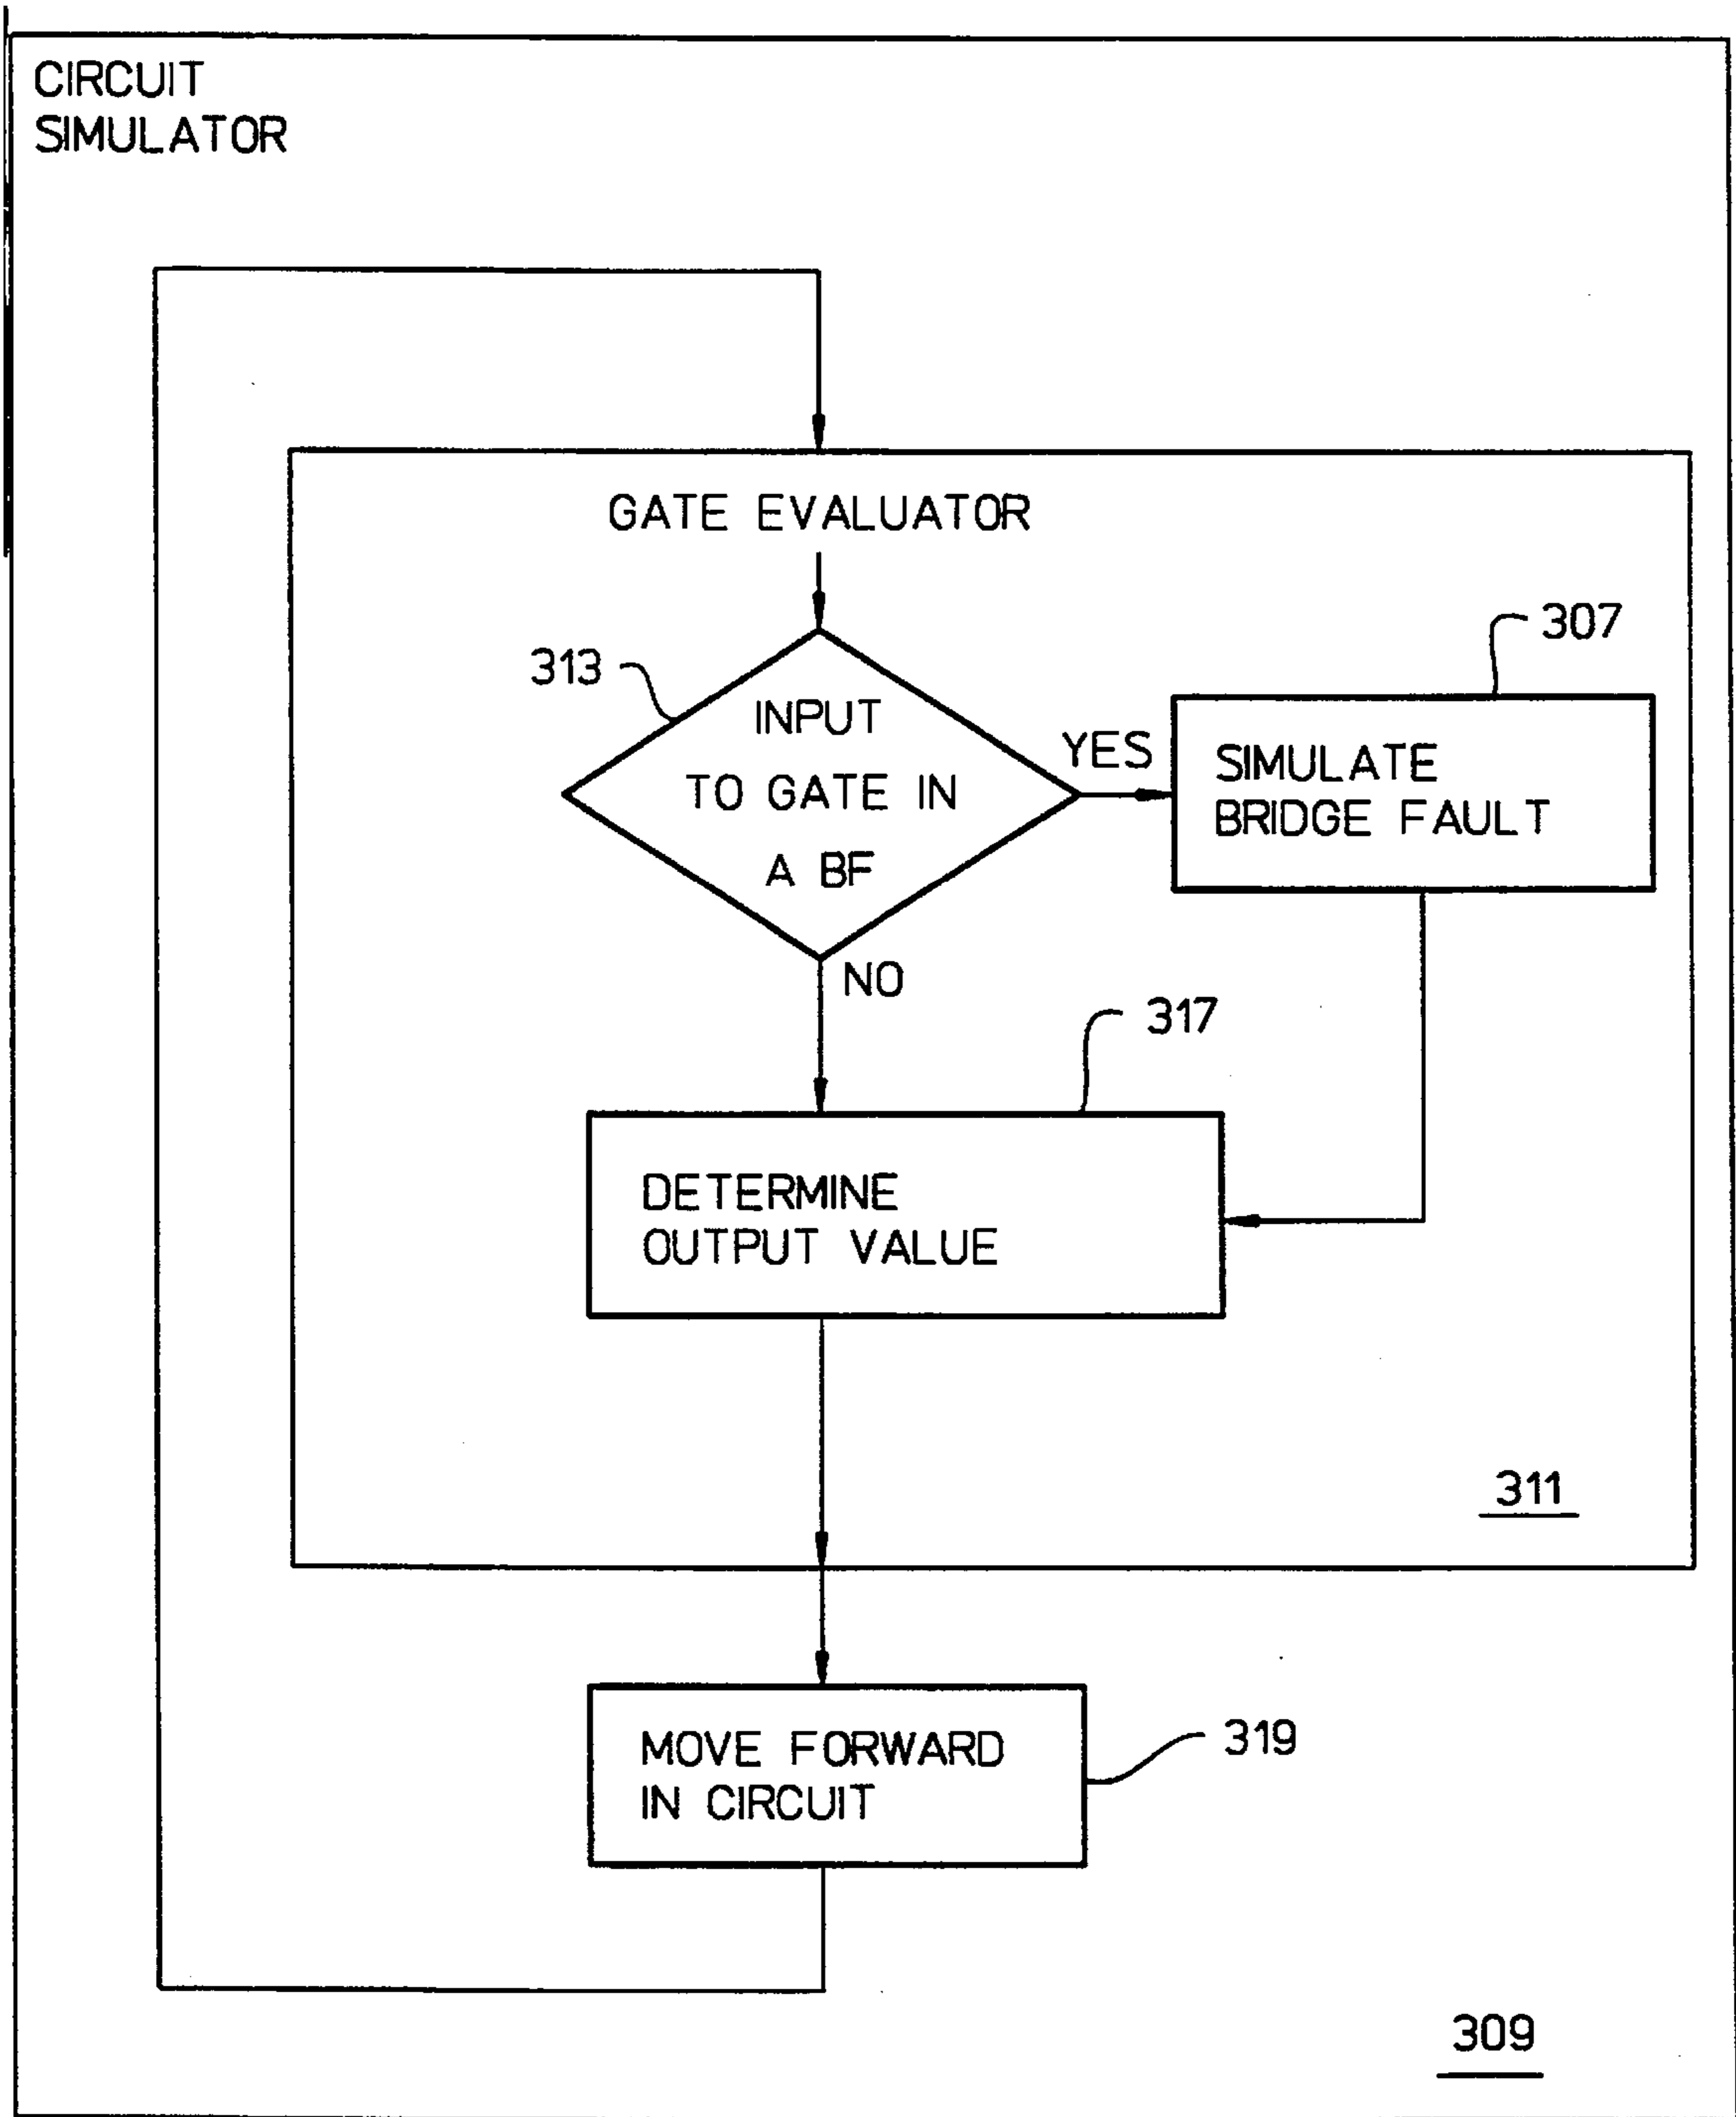 CIRCUIT
SIMULATOR
GATE EVALUATOR
307
313
INPUT
TO GATE IN
A BF
YES
SIMULATE
BRIDGE FAULT
NO
317
DETERMINE
OUTPUT VALUE
311
MOVE FORWARD
IN CIRCUIT
319
309